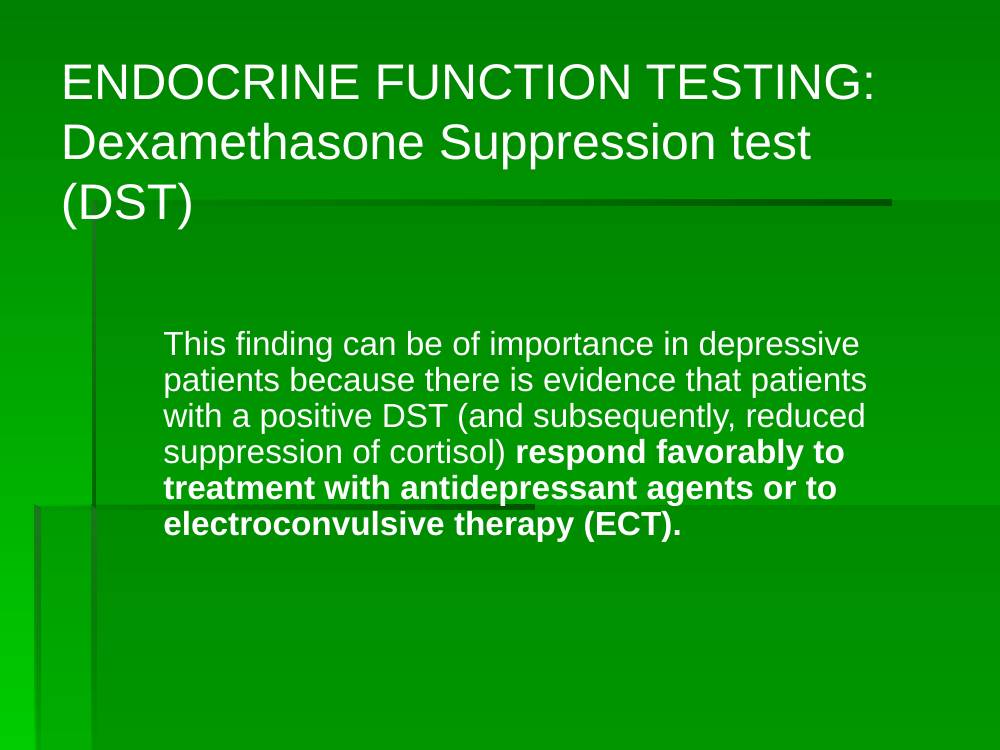 ENDOCRINE FUNCTION TESTING:
Dexamethasone Suppression test
(DST)
This finding can be of importance in depressive
patients because there is evidence that patients
with a positive DST (and subsequently, reduced
suppression of cortisol) respond favorably to
treatment with antidepressant agents or to
electroconvulsive therapy (ECT).